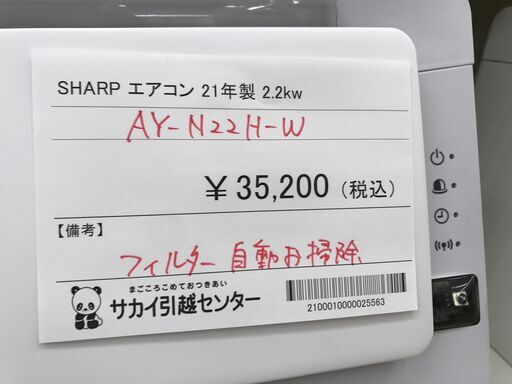 SHARP エアコン 21年製 2.2kw
AY-N22H-W
￥35,200（税込）
【備考】
フィルター自動お掃除
まごころこめておつきあい
サカイ引越センター
2100010000025563